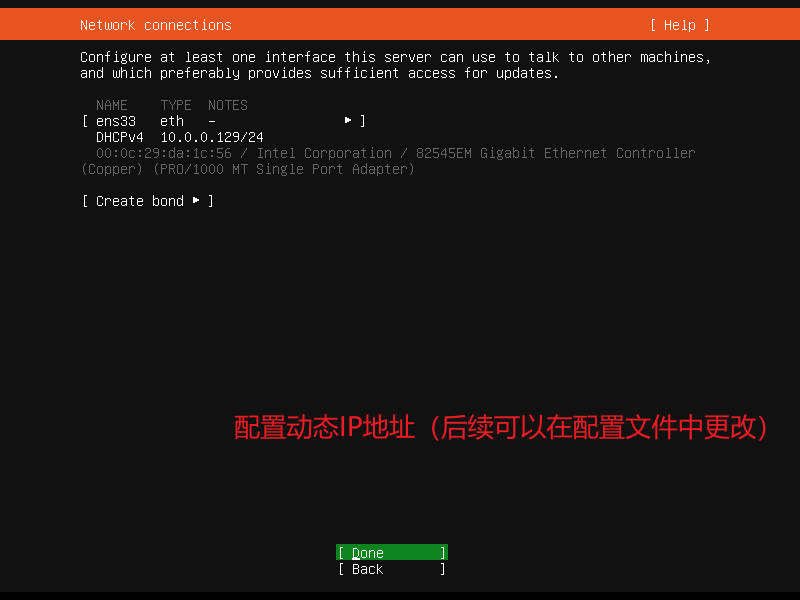 Network connections [ Help ]
Configure at least one interface this server can use to talk to other machines,
and which preferably provides sufficient access for updates.
NAME TYPE NOTES
[ ens33 eth – ▸ ]
DHCPv4 10.0.0.129/24
00:0c:29:da:1c:56 / Intel Corporation / 82545EM Gigabit Ethernet Controller
(Copper) (PRO/1000 MT Single Port Adapter)
[ Create bond ▸ ]
配置动态IP地址（后续可以在配置文件中更改）
[ Done ]
[ Back ]